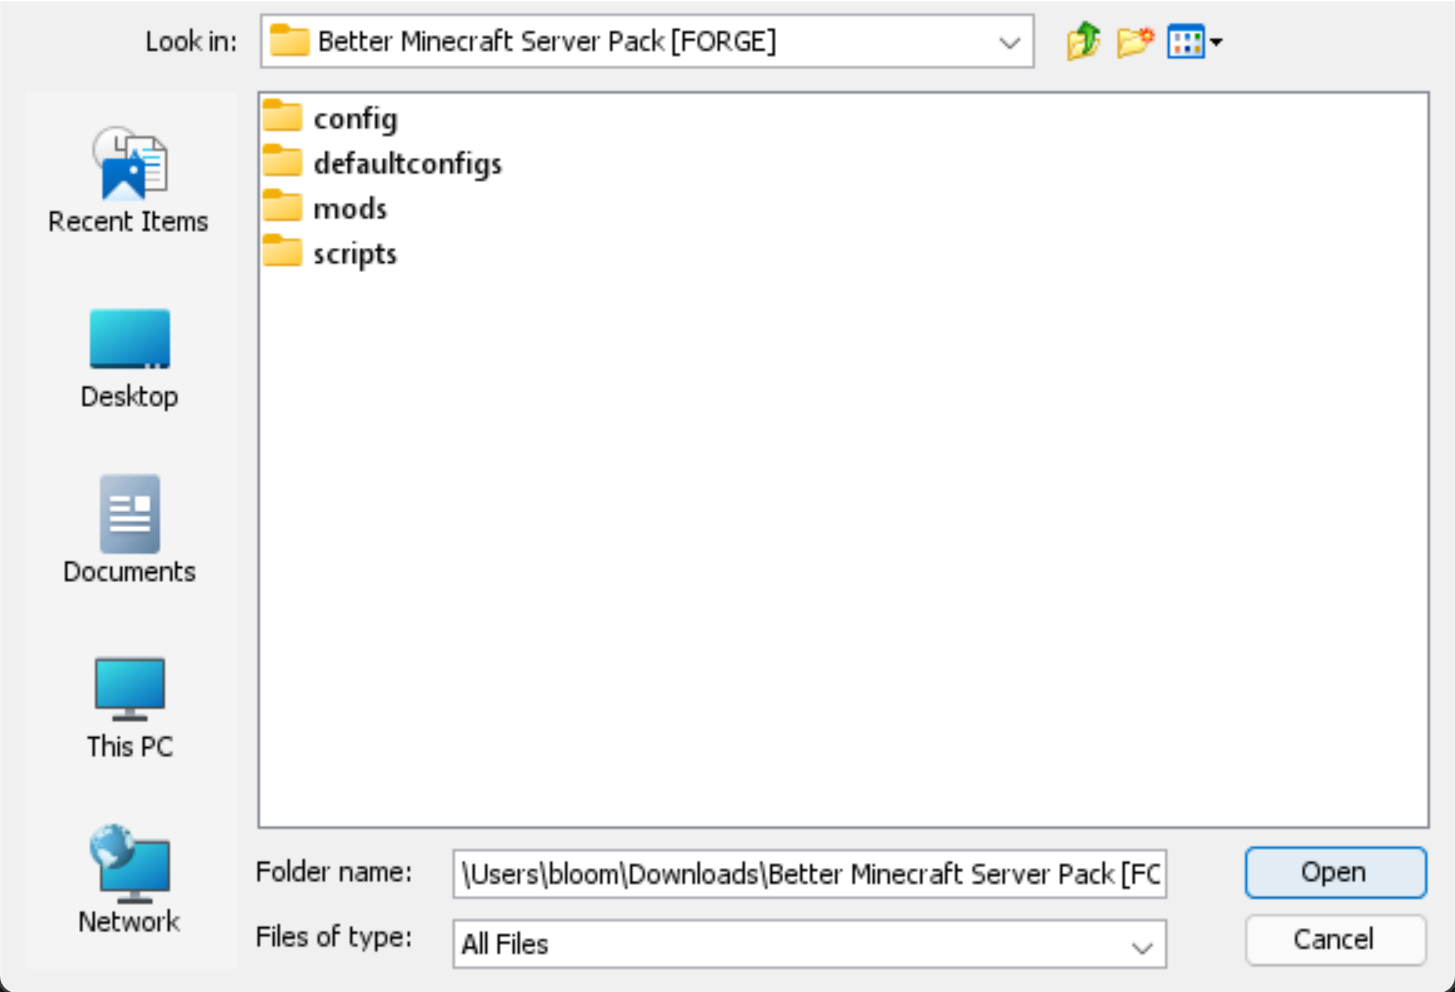 Look in:
Better Minecraft Server Pack [FORGE]
config
defaultconfigs
mods
scripts
Recent Items
Desktop
Documents
This PC
Network
Folder name:
\Users\bloom\Downloads\Better Minecraft Server Pack [FO
Open
Files of type:
All Files
Cancel